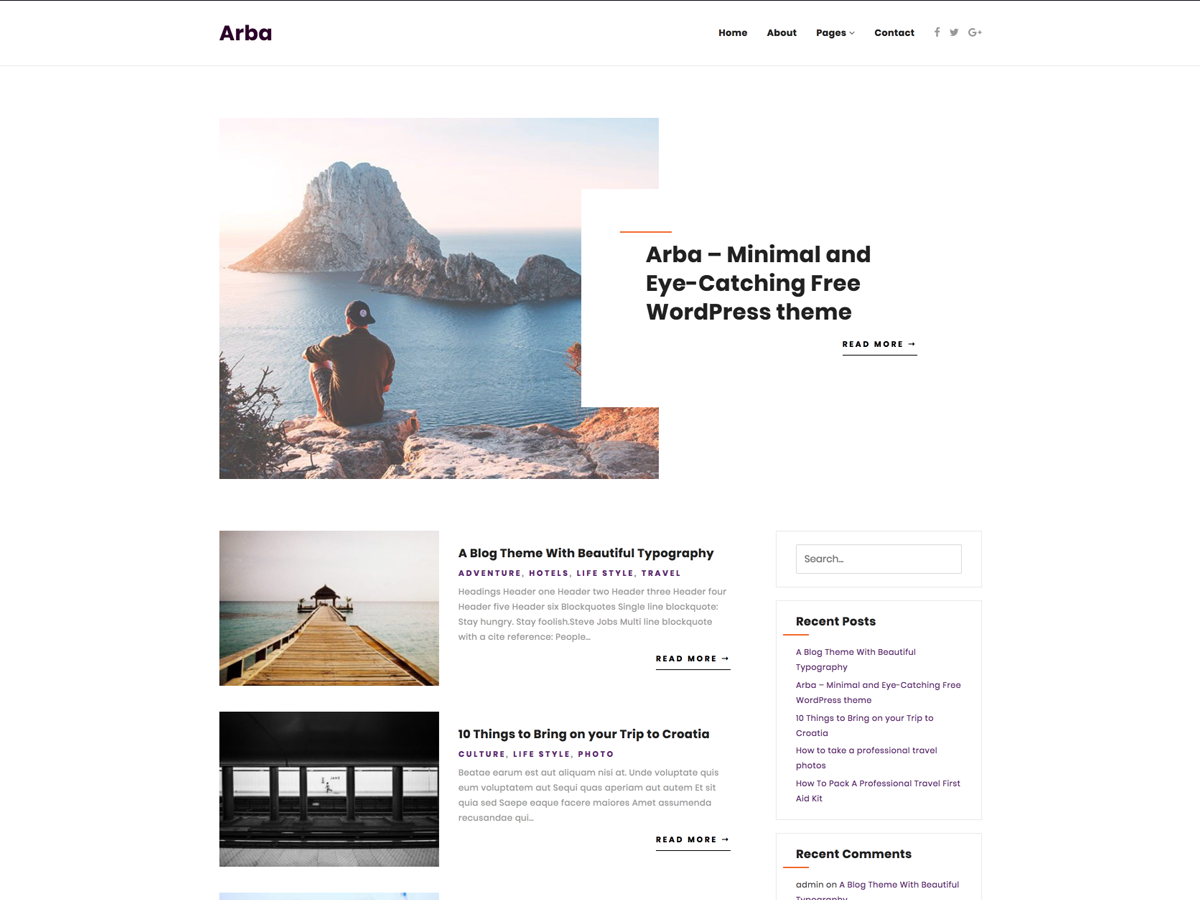 Arba
Home About Pages Contact
Arba – Minimal and
Eye-Catching Free
WordPress theme
READ MORE →
A Blog Theme With Beautiful Typography
ADVENTURE, HOTELS, LIFE STYLE, TRAVEL
Headings Header one Header two Header three Header four
Header five Header six Blockquotes Single line blockquote:
Stay hungry. Stay foolish.Steve Jobs Multi line blockquote
with a cite reference: People...
READ MORE →
10 Things to Bring on your Trip to Croatia
CULTURE, LIFE STYLE, PHOTO
Beatae earum est aut aliquam nisi at. Unde voluptate quis
eum voluptatem aut Sequi quas aperiam aut autem Et sit
quia sed Saepe eaque facere maiores Amet assumenda
recusandae qui...
READ MORE →
Search...
Recent Posts
A Blog Theme With Beautiful
Typography
Arba – Minimal and Eye-Catching Free
WordPress theme
10 Things to Bring on your Trip to
Croatia
How to take a professional travel
photos
How To Pack A Professional Travel First
Aid Kit
Recent Comments
admin on A Blog Theme With Beautiful
Typography